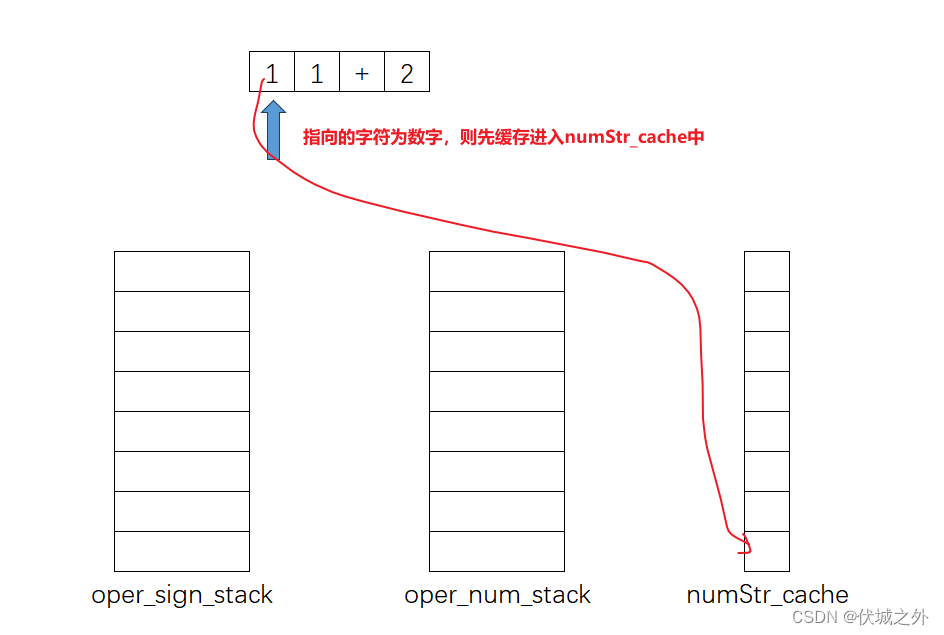 1 1 + 2
指向的字符为数字，则先缓存进入numStr_cache中
oper_sign_stack oper_num_stack numStr_cache
CSDN @伏城之外